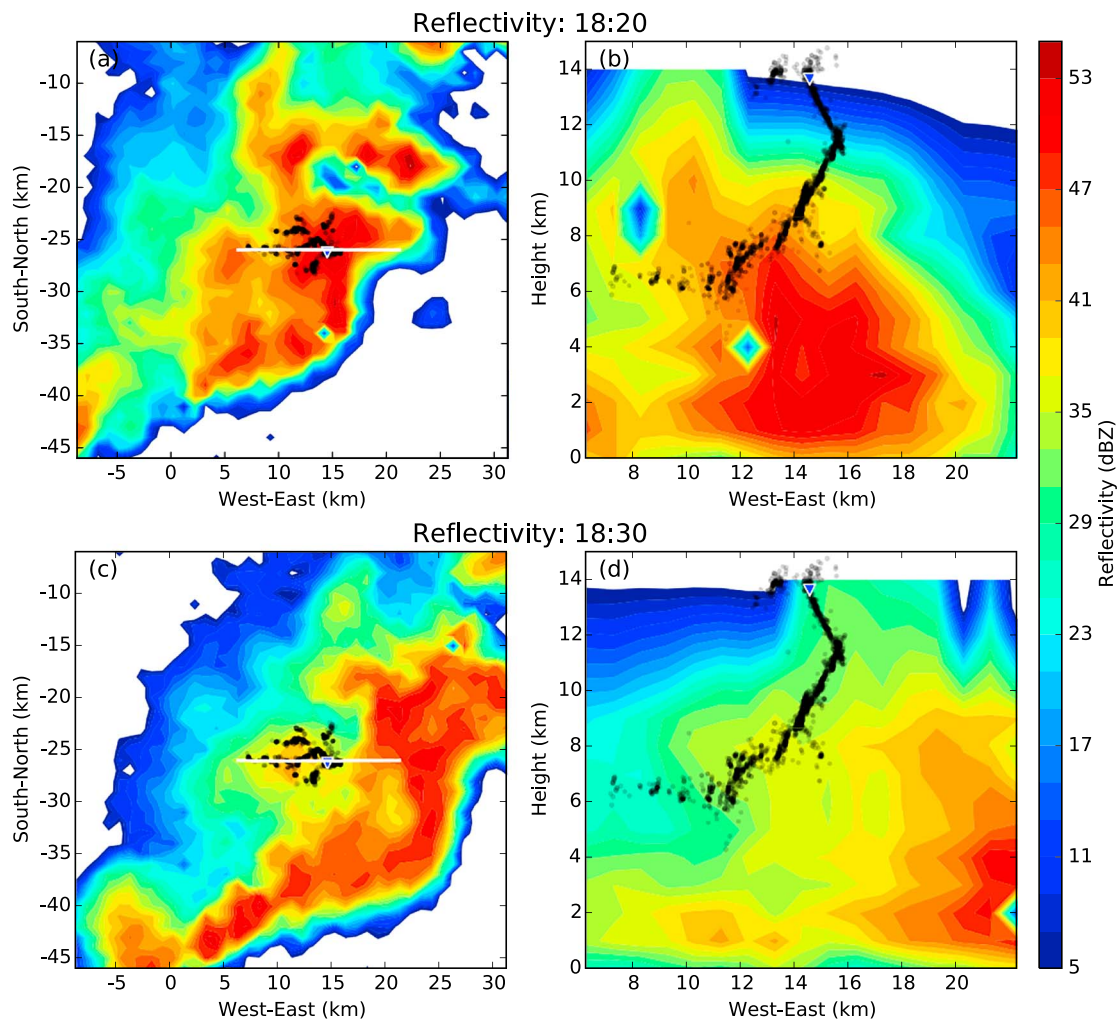 Reflectivity: 18:20
(a)
-10
-15
-20
-25
-30
-35
-40
-45
South-North (km)
-5 0 5 10 15 20 25 30
West-East (km)
(b)
14
12
10
8
6
4
2
0
Height (km)
8 10 12 14 16 18 20
West-East (km)
Reflectivity: 18:30
(c)
-10
-15
-20
-25
-30
-35
-40
-45
South-North (km)
-5 0 5 10 15 20 25 30
West-East (km)
(d)
14
12
10
8
6
4
2
0
Height (km)
8 10 12 14 16 18 20
West-East (km)
53
47
41
35
29
23
17
11
5
Reflectivity (dBZ)